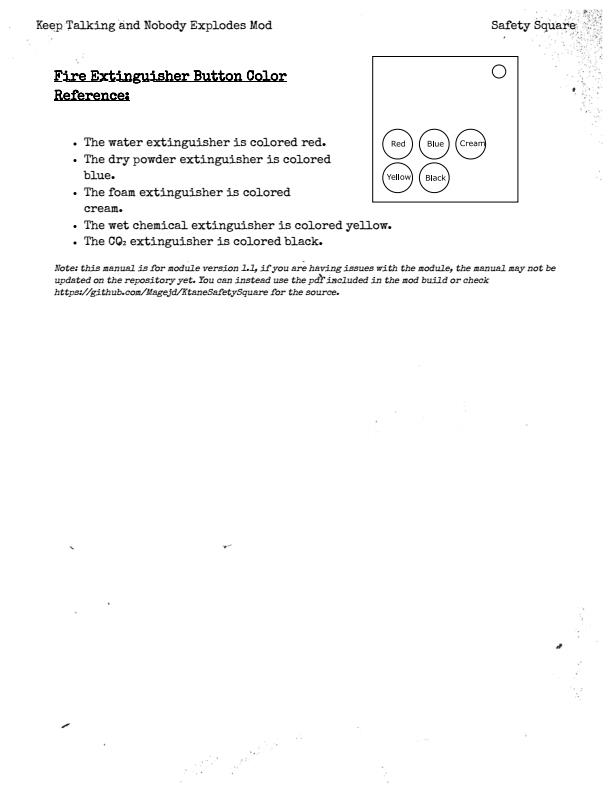 Keep Talking and Nobody Explodes Mod
Safety Square
Fire Extinguisher Button Color
Reference:
• The water extinguisher is colored red.
• The dry powder extinguisher is colored
blue.
• The foam extinguisher is colored
cream.
• The wet chemical extinguisher is colored yellow.
• The CO₂ extinguisher is colored black.
Red Blue Cream
Yellow Black
Note: this manual is for module version 1.1, if you are having issues with the module, the manual may not be
updated on the repository yet. You can instead use the pdf included in the mod build or check
https://github.com/Magejd/KtaneSafetySquare for the source.